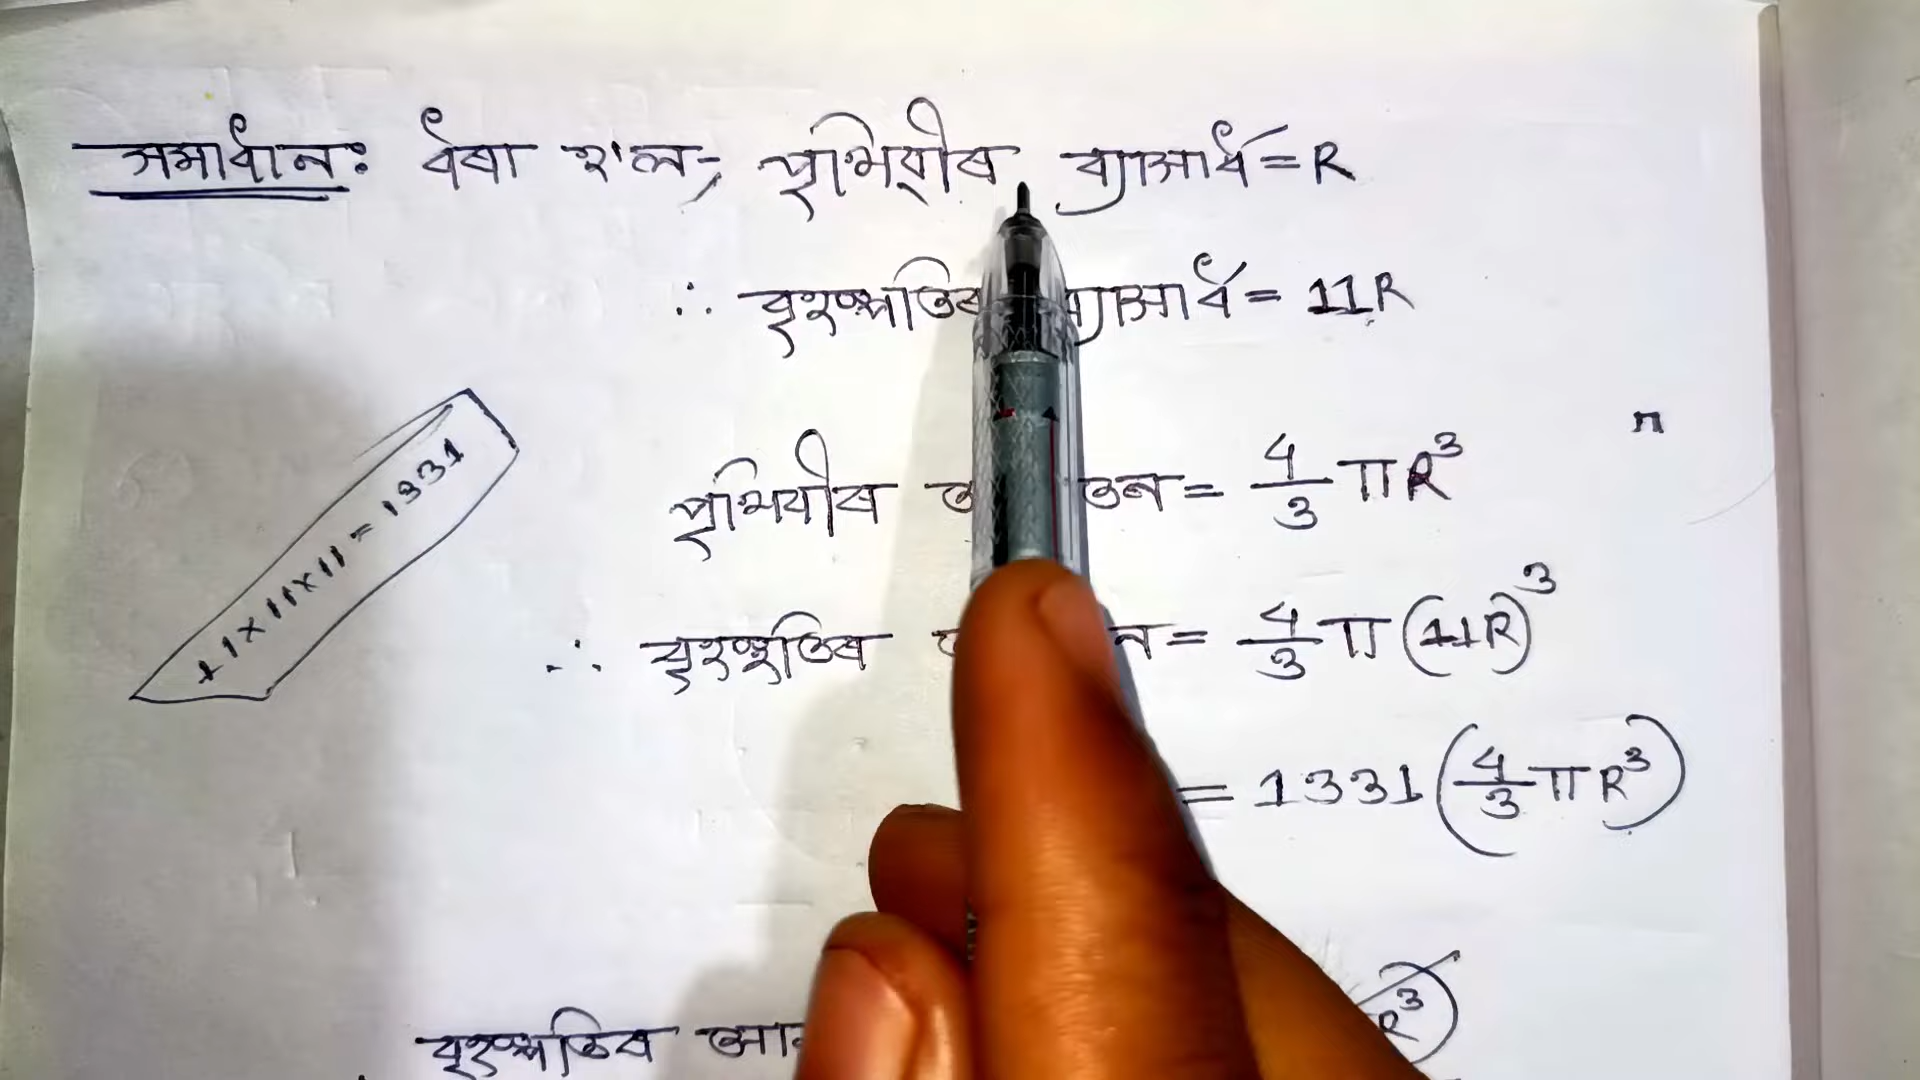 সমাধান: ধৰা হ'ল, পৃথিৱীৰ ব্যাসাৰ্ধ = R
∴ বৃহস্পতিৰ ব্যাসাৰ্ধ = 11R
π
পৃথিৱীৰ = 4/3 πR³
11×11×11 = 1331
∴ বৃহস্পতিৰ = 4/3 π(11R)³
= 1331(4/3 πR³)
বৃহস্পতিৰ R³)